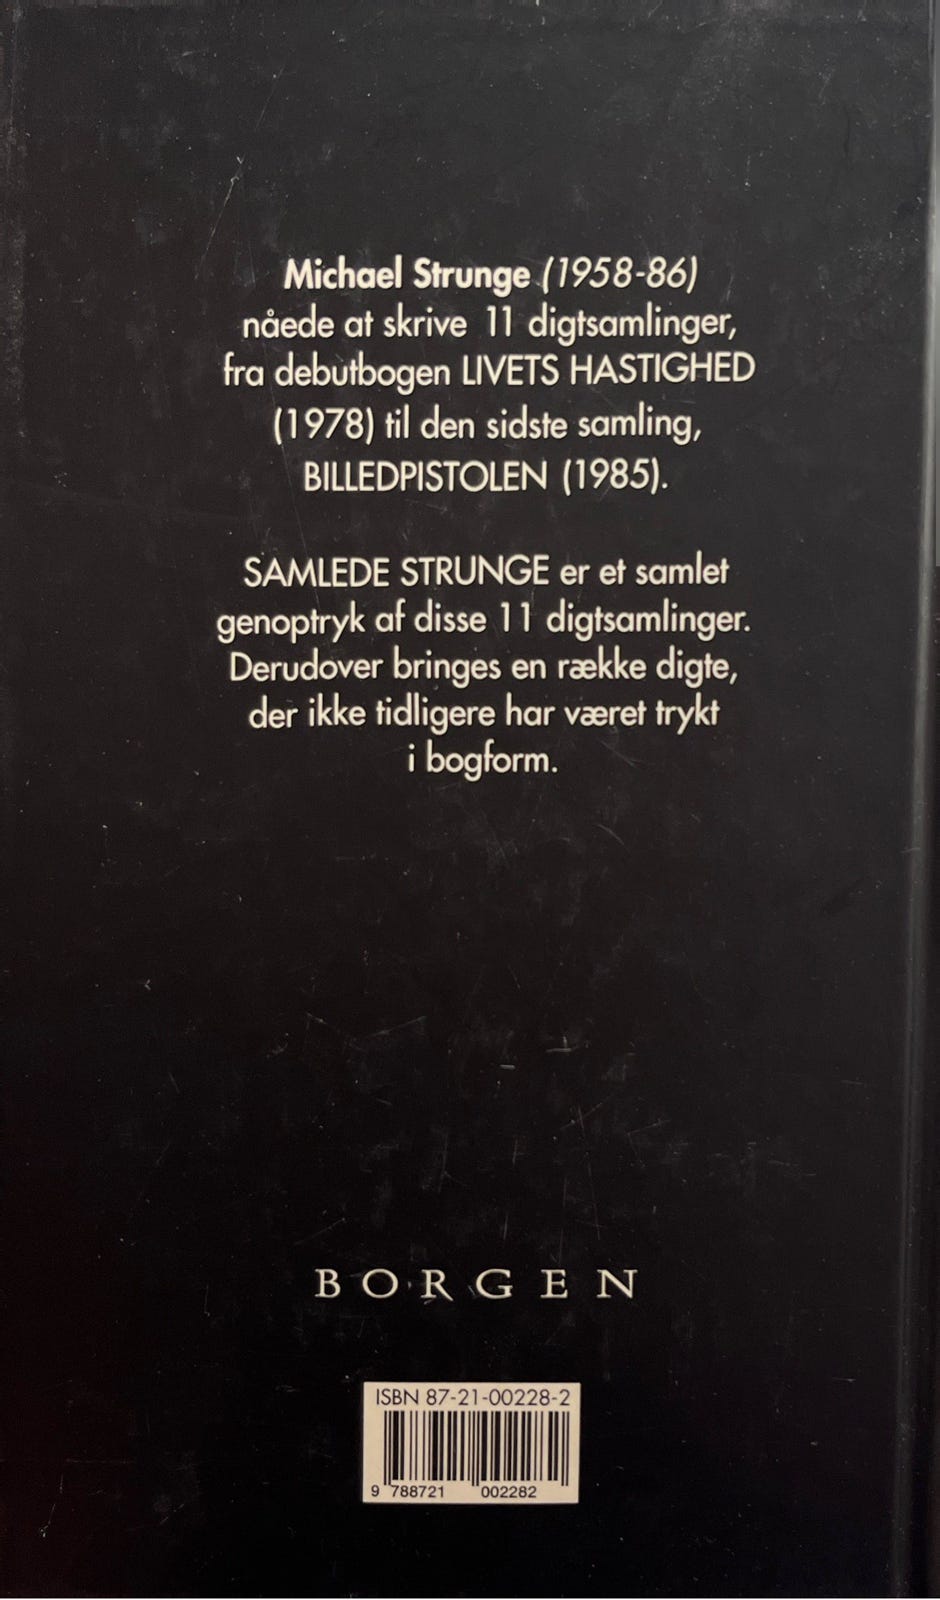 Michael Strunge (1958-86)
nåede at skrive 11 digtsamlinger,
fra debutbogen LIVETS HASTIGHED
(1978) til den sidste samling,
BILLEDPISTOLEN (1985).
SAMLEDE STRUNGE er et samlet
genoptryk af disse 11 digtsamlinger.
Derudover bringes en række digte,
der ikke tidligere har været trykt
i bogform.
BORGEN
ISBN 87-21-00228-2
9 788721 002282